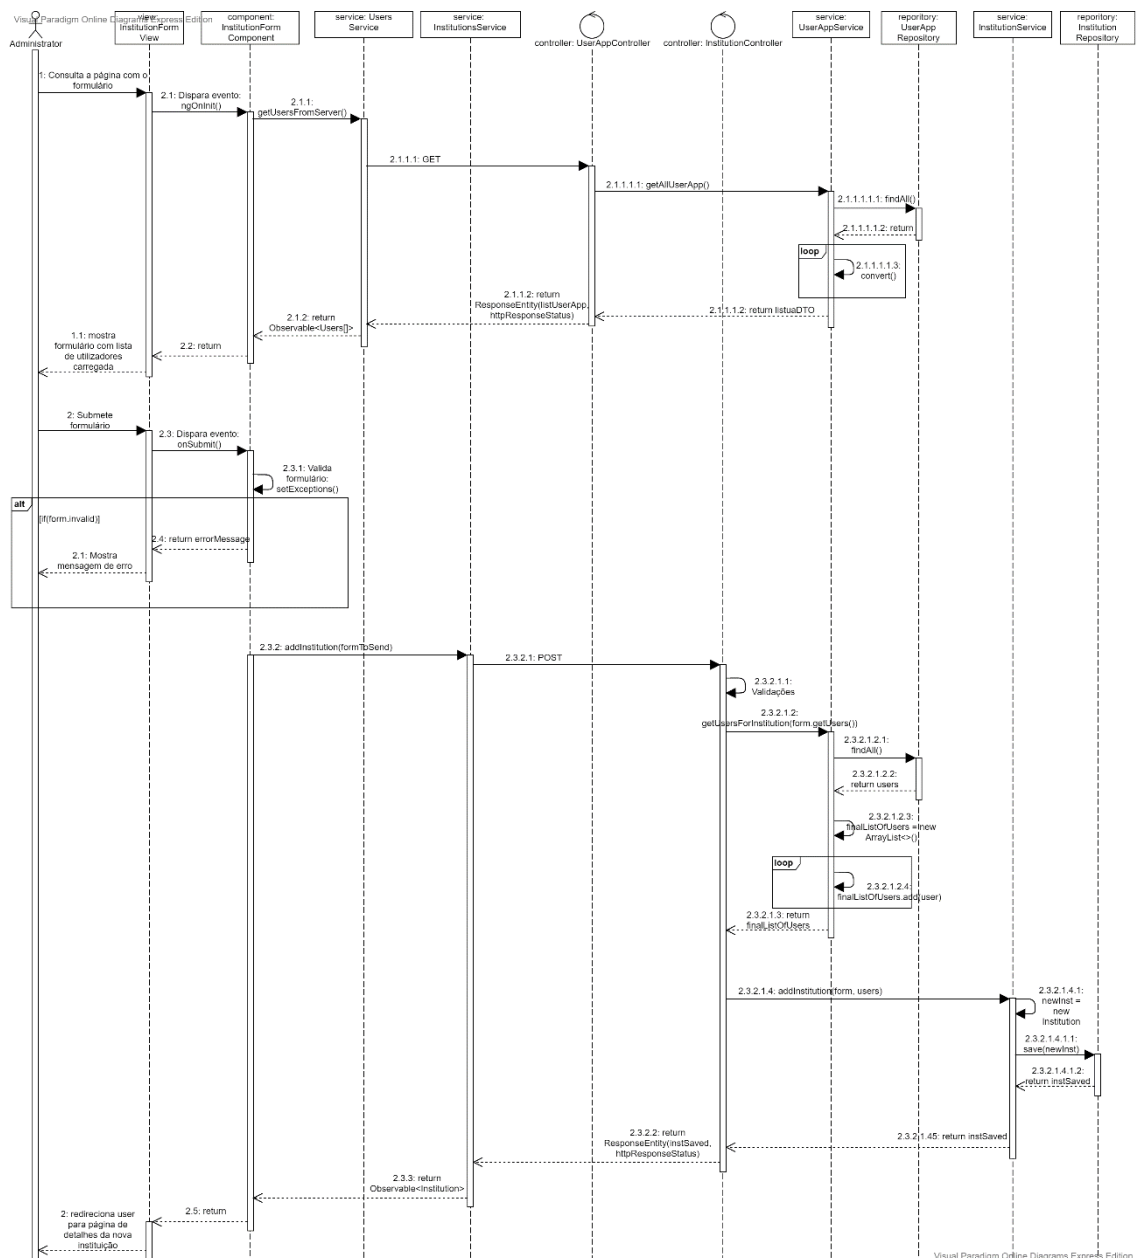 Visual Paradigm Online Diagrams Express Edition
Administrator
view:
InstitutionForm
View
component:
InstitutionForm
Component
service: Users
Service
service:
InstitutionsService
controller: UserAppController
controller: InstitutionController
service:
UserAppService
reporitory:
UserApp
Repository
service:
InstitutionService
reporitory:
Institution
Repository
1: Consulta a página com o
formulário
2.1: Dispara evento:
ngOnInit()
2.1.1:
getUsersFromServer()
2.1.1.1: GET
2.1.1.1.1: getAllUserApp()
2.1.1.1.1.1: findAll()
2.1.1.1.1.2: return
loop
2.1.1.1.1.3:
convert()
2.1.1.1.2: return listuaDTO
2.1.1.2: return
ResponseEntity(listUserApp,
httpResponseStatus)
2.1.2: return
Observable<Users[]>
2.2: return
1.1: mostra
formulário com lista
de utilizadores
carregada
2: Submete
formulário
2.3: Dispara evento:
onSubmit()
2.3.1: Valida
formulário:
setExceptions()
alt
[if(form.invalid)]
2.4: return errorMessage
2.1: Mostra
mensagem de erro
2.3.2: addInstitution(formToSend)
2.3.2.1: POST
2.3.2.1.1:
Validações
2.3.2.1.2:
getUsersForInstitution(form.getUsers())
2.3.2.1.2.1:
findAll()
2.3.2.1.2.2:
return users
2.3.2.1.2.3:
finalListOfUsers = new
ArrayList<>()
loop
2.3.2.1.2.4:
finalListOfUsers.add(user)
2.3.2.1.3: return
finalListOfUsers
2.3.2.1.4: addInstitution(form, users)
2.3.2.1.4.1:
newInst =
new
Institution
2.3.2.1.4.1.1:
save(newInst)
2.3.2.1.4.1.2:
return instSaved
2.3.2.1.45: return instSaved
2.3.2.2: return
ResponseEntity(instSaved,
httpResponseStatus)
2.3.3: return
Observable<Institution>
2.5: return
2: redireciona user
para página de
detalhes da nova
instituição
Visual Paradigm Online Diagrams Express Edition